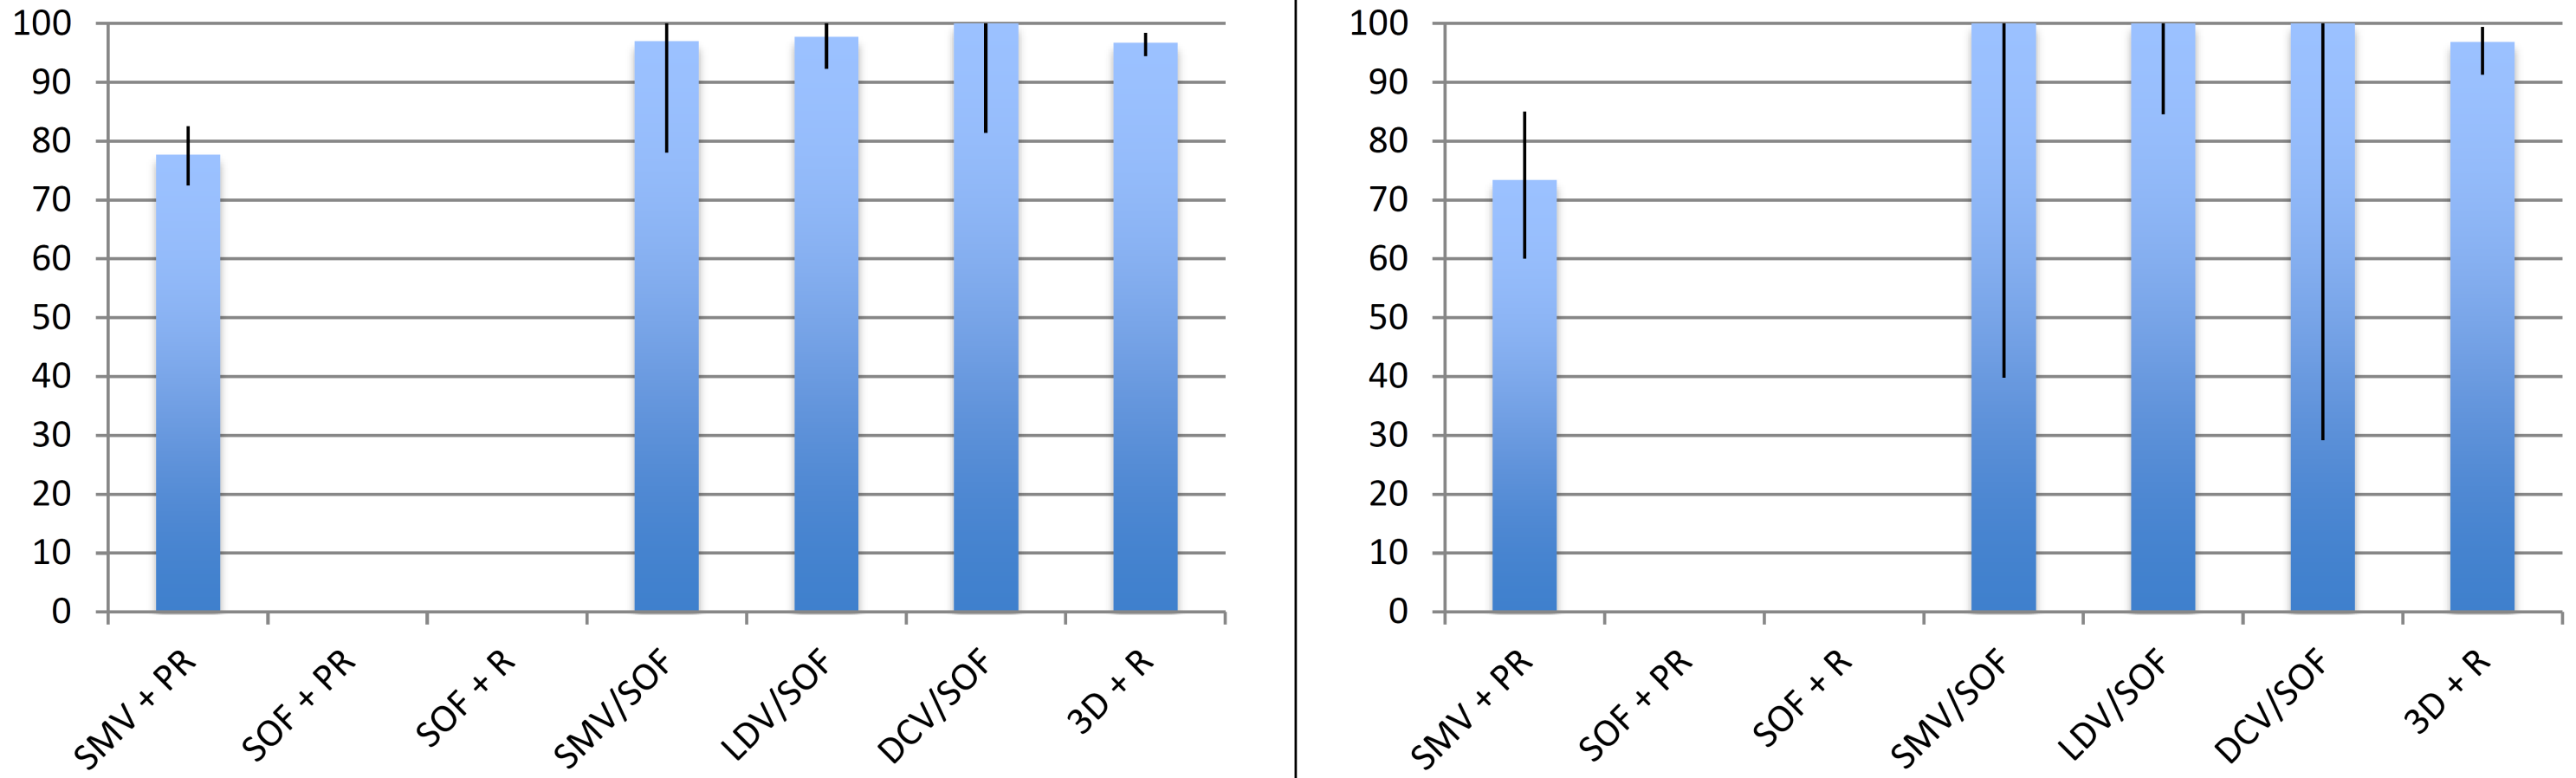 100
90
80
70
60
50
40
30
20
10
0
SMV + PR
SOF + PR
SOF + R
SMV/SOF
LDV/SOF
DCV/SOF
3D + R
100
90
80
70
60
50
40
30
20
10
0
SMV + PR
SOF + PR
SOF + R
SMV/SOF
LDV/SOF
DCV/SOF
3D + R